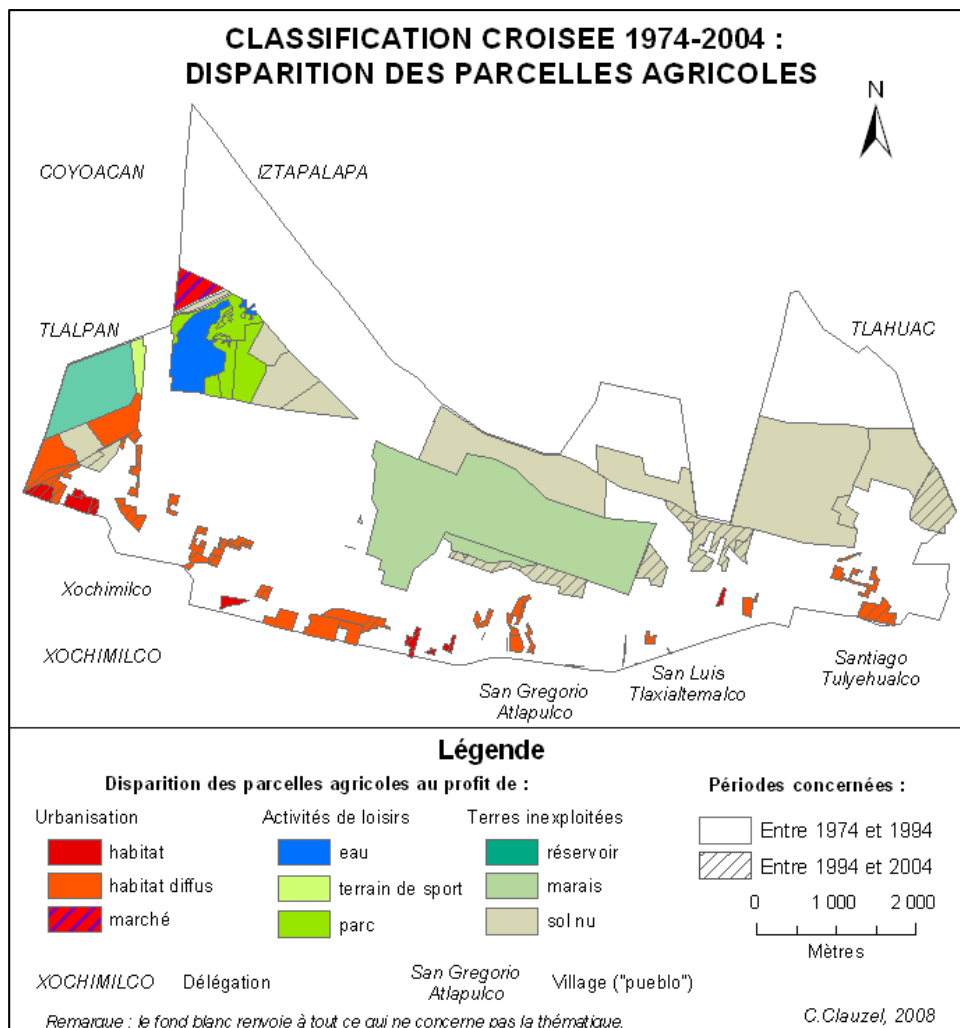 CLASSIFICATION CROISEE 1974-2004 :
DISPARITION DES PARCELLES AGRICOLES
N
COYOACAN
IZTAPALAPA
TLALPAN
TLAHUAC
Xochimilco
XOCHIMILCO
San Gregorio
Atlapulco
San Luis
Tlaxialtemalco
Santiago
Tulyehualco
Légende
Disparition des parcelles agricoles au profit de :
Urbanisation
habitat
habitat diffus
marché
Activités de loisirs
eau
terrain de sport
parc
Terres inexploitées
réservoir
marais
sol nu
Périodes concernées :
Entre 1974 et 1994
Entre 1994 et 2004
0 1 000 2 000
Mètres
XOCHIMILCO Délégation
San Gregorio
Atlapulco
Village ("pueblo")
Remarque : le fond blanc renvoie à tout ce qui ne concerne pas la thématique.
C.Clauzel, 2008